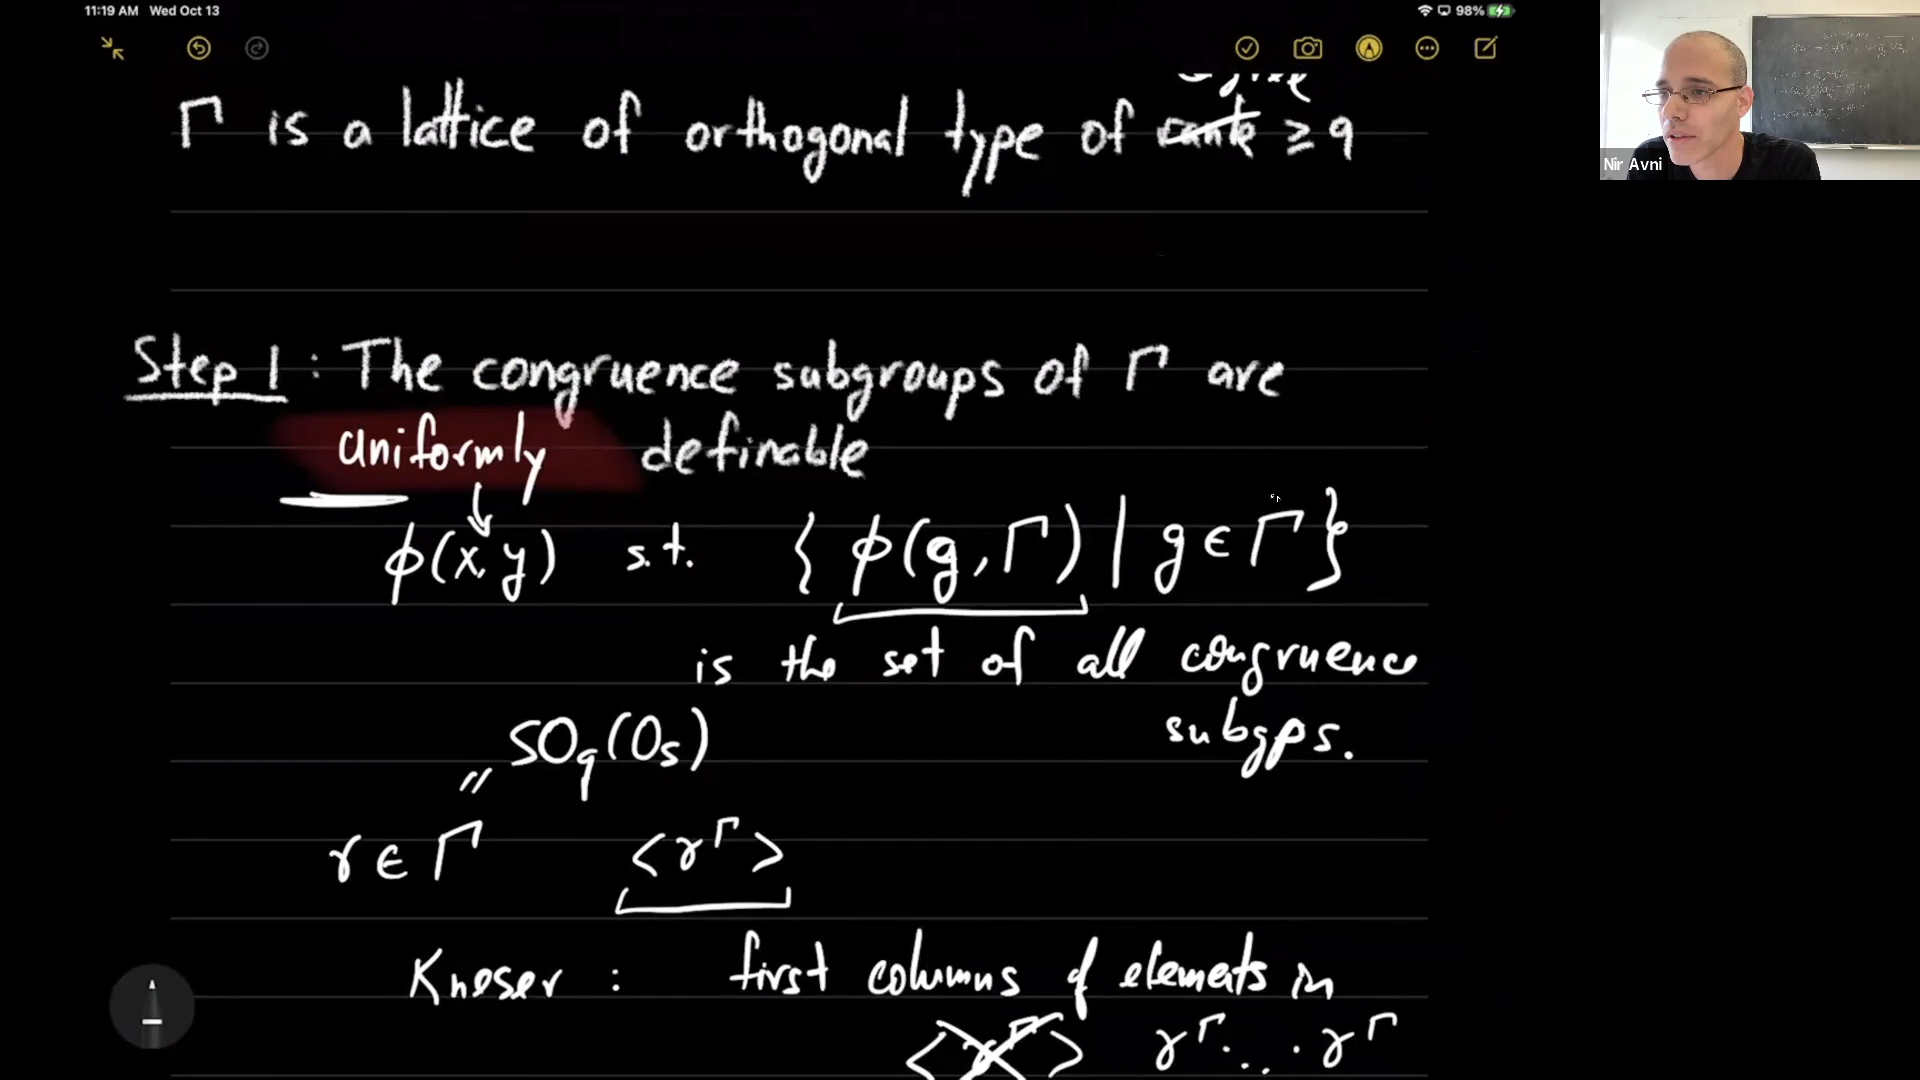 11:19 AM Wed Oct 13
98%
Γ is a lattice of orthogonal type of ≥ 9
Nir Avni
Step 1 : The congruence subgroups of Γ are
uniformly definable
φ(x,y) s.t. { φ(g,Γ) | g ∈ Γ }
is the set of all congruence
subgps.
SO_q(O_S)
γ ∈ Γ <γ^Γ>
Kneser : first columns of elements in
γ^Γ . . . . γ^Γ